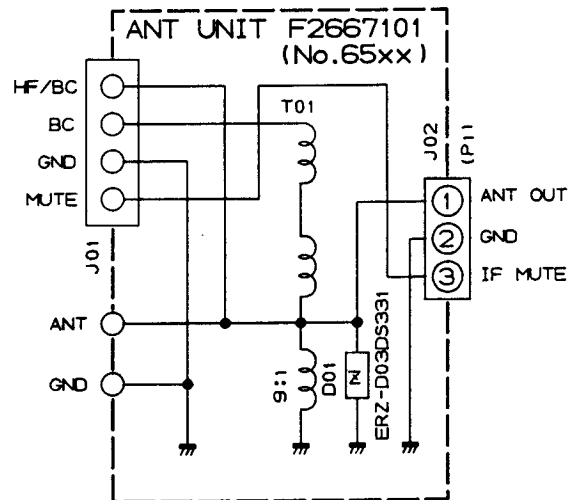 ANT UNIT F2667101
(No.65xx)
HF/BC
BC
GND
MUTE
J01
T01
J02
(P1)
1 ANT OUT
2 GND
3 IF MUTE
ANT
GND
9:1
D01
Z
ERZ-D03DS331